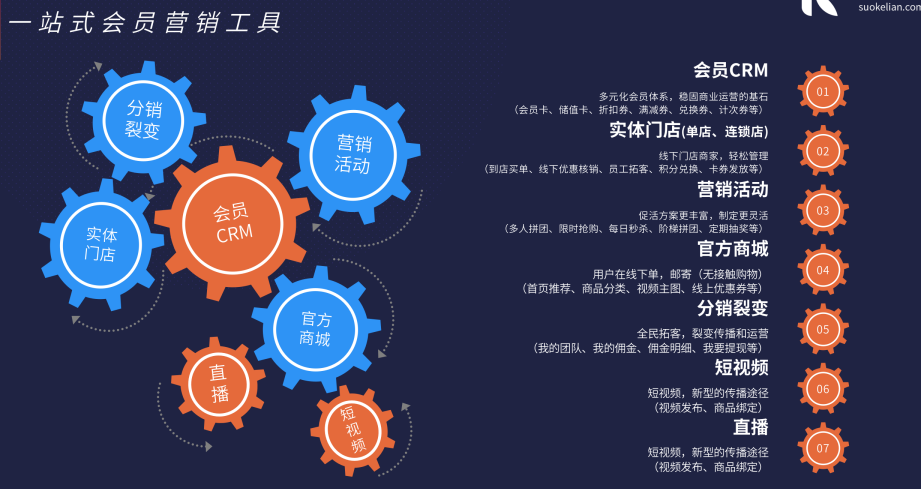 一站式会员营销工具
suokelian.com
分销
裂变
营销
活动
会员
CRM
实体
门店
官方
商城
直
播
短
视
频
会员CRM
多元化会员体系，稳固商业运营的基石
（会员卡、储值卡、折扣券、满减券、兑换券、计次券等）
01
实体门店(单店、连锁店)
线下门店商家，轻松管理
（到店买单、线下优惠核销、员工拓客、积分兑换、卡券发放等）
02
营销活动
促活方案更丰富，制定更灵活
（多人拼团、限时抢购、每日秒杀、阶梯拼团、定期抽奖等）
03
官方商城
用户在线下单，邮寄（无接触购物）
（首页推荐、商品分类、视频主图、线上优惠券等）
04
分销裂变
全民拓客，裂变传播和运营
（我的团队、我的佣金、佣金明细、我要提现等）
05
短视频
短视频，新型的传播途径
（视频发布、商品绑定）
06
直播
短视频，新型的传播途径
（视频发布、商品绑定）
07